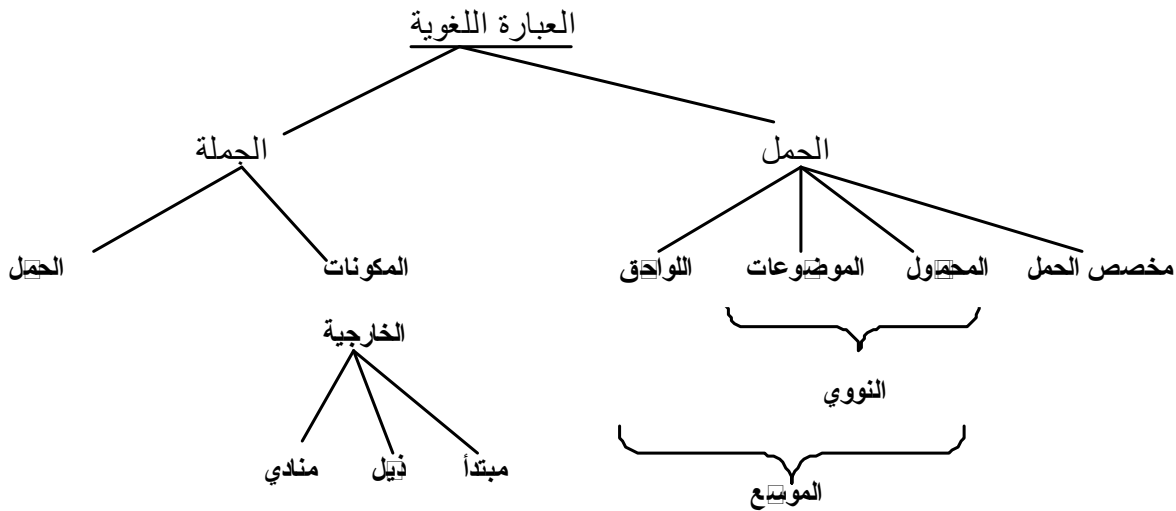 العبارة اللغوية
الحمل
الجملة
مخصص الحمل
المحمول
الموضوعات
اللواحق
المكونات
الحمل
الخارجية
النووي
مبتدأ
ذيل
منادي
الموسع